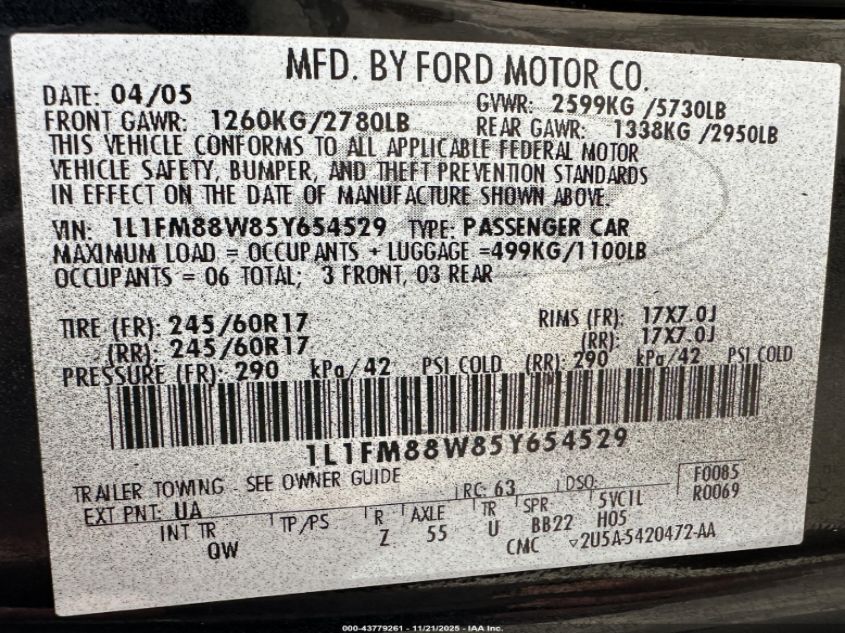 MFD. BY FORD MOTOR CO.
DATE: 04/05 GVWR: 2599KG /5730LB
FRONT GAWR: 1260KG/2780LB REAR GAWR: 1338KG /2950LB
THIS VEHICLE CONFORMS TO ALL APPLICABLE FEDERAL MOTOR
VEHICLE SAFETY, BUMPER, AND THEFT PREVENTION STANDARDS
IN EFFECT ON THE DATE OF MANUFACTURE SHOWN ABOVE.
VIN: 1L1FM88W85Y654529 TYPE: PASSENGER CAR
MAXIMUM LOAD = OCCUPANTS + LUGGAGE =499KG/1100LB
OCCUPANTS = 06 TOTAL; 3 FRONT, 03 REAR
TIRE (FR): 245/60R17 RIMS (FR): 17X7.0J
(RR): 245/60R17 (RR): 17X7.0J
PRESSURE (FR): 290 kPa/42 PSI COLD (RR): 290 kPa/42 PSI COLD
1L1FM88W85Y654529
TRAILER TOWING - SEE OWNER GUIDE
EXT PNT: UA RC: 63 DSO: F0085
R0069
INT TR TP/PS R AXLE TR SPR 5VCTL
QW Z 55 U BB22 H05
CMC 2U5A-5420472-AA
000-43779261 - 11/21/2025 - IAA Inc.